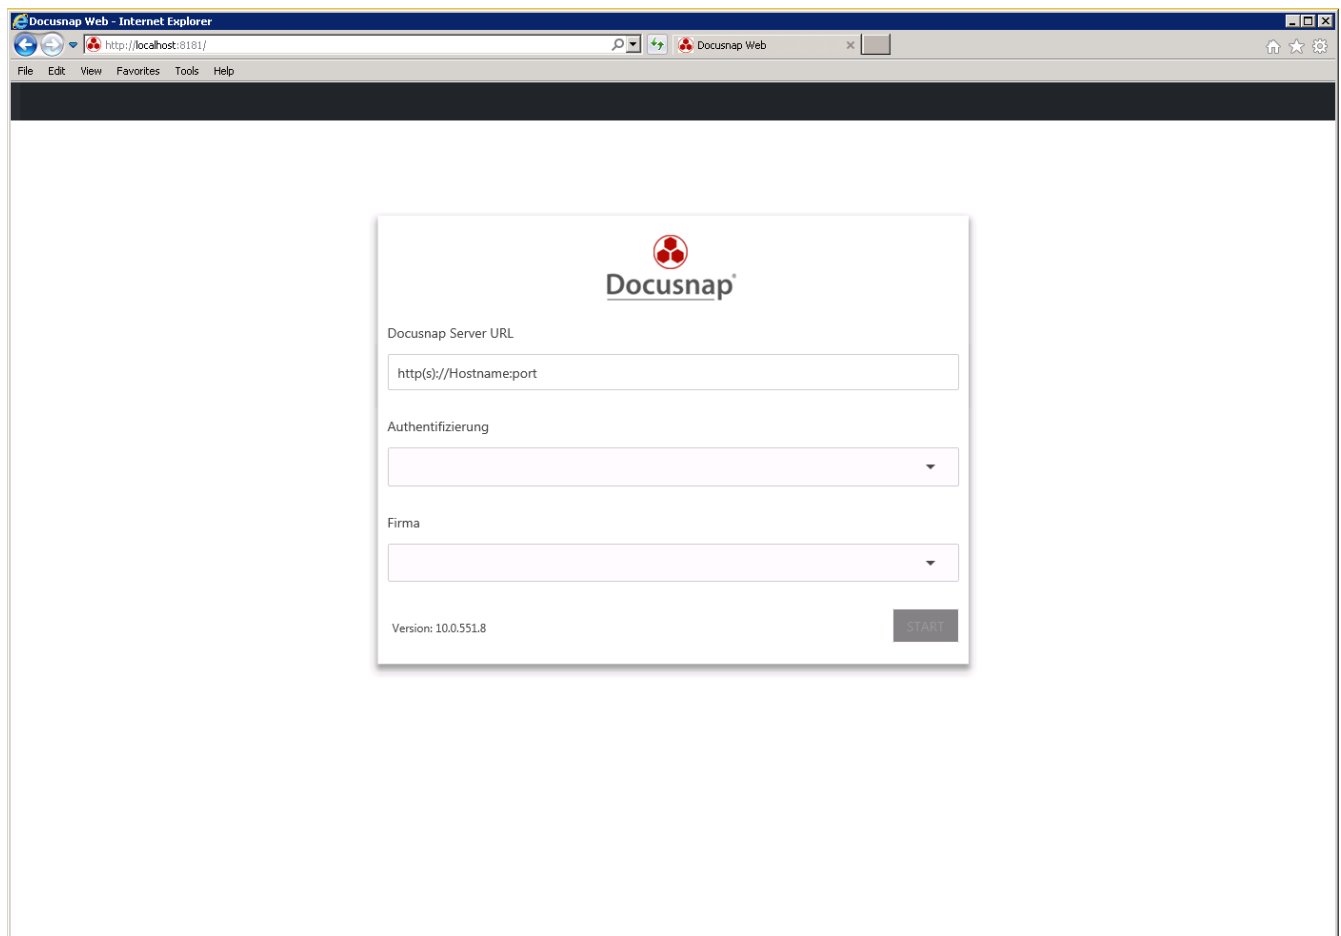 Docusnap Web - Internet Explorer
http://localhost:8181/
Docusnap Web
File Edit View Favorites Tools Help
Docusnap®
Docusnap Server URL
http(s)://Hostname:port
Authentifizierung
Firma
Version: 10.0.551.8
START